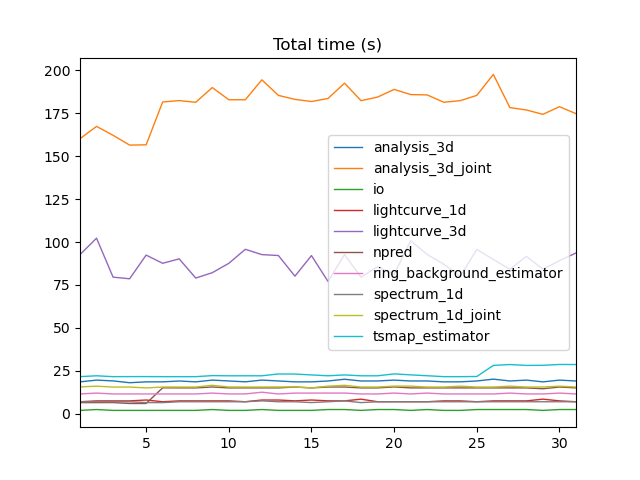 Total time (s)
200
175
150
125
100
75
50
25
0
analysis_3d
analysis_3d_joint
io
lightcurve_1d
lightcurve_3d
npred
ring_background_estimator
spectrum_1d
spectrum_1d_joint
tsmap_estimator
5 10 15 20 25 30